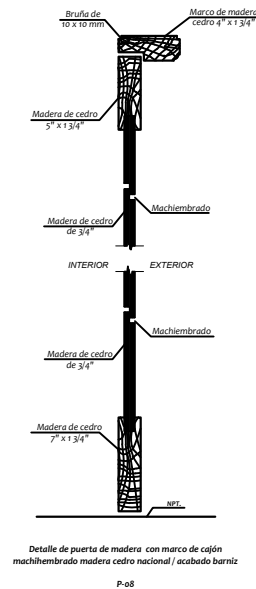 Bruña de
10 x 10 mm
Marco de madera
cedro 4" x 1 3/4"
Madera de cedro
5" x 1 3/4"
Machiembrado
Madera de cedro
de 3/4"
INTERIOR
EXTERIOR
Machiembrado
Madera de cedro
de 3/4"
Madera de cedro
7" x 1 3/4"
NPT.
Detalle de puerta de madera con marco de cajón
machihembrado madera cedro nacional / acabado barniz
P-08